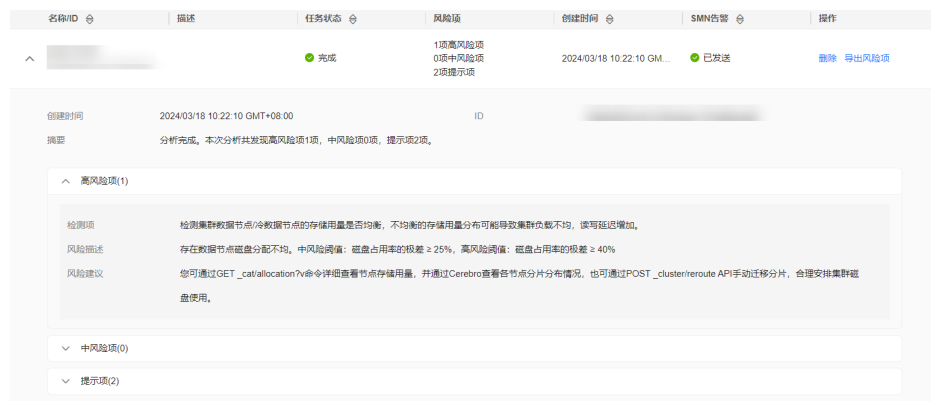 名称/ID 描述 任务状态 风险项 创建时间 SMN告警 操作
1项高风险项
完成 0项中风险项 2024/03/18 10:22:10 GM... 已发送 删除 导出风险项
2项提示项
创建时间 2024/03/18 10:22:10 GMT+08:00 ID
摘要 分析完成。本次分析共发现高风险项1项，中风险项0项，提示项2项。
高风险项(1)
检测项 检测集群数据节点/冷数据节点的存储用量是否均衡，不均衡的存储用量分布可能导致集群负载不均，读写延迟增加。
风险描述 存在数据节点磁盘分配不均。中风险阈值：磁盘占用率的极差 ≥ 25%，高风险阈值：磁盘占用率的极差 ≥ 40%
风险建议 您可通过GET _cat/allocation?v命令详细查看节点存储用量，并通过Cerebro查看各节点分片分布情况，也可通过POST _cluster/reroute API手动迁移分片，合理安排集群磁
盘使用。
中风险项(0)
提示项(2)